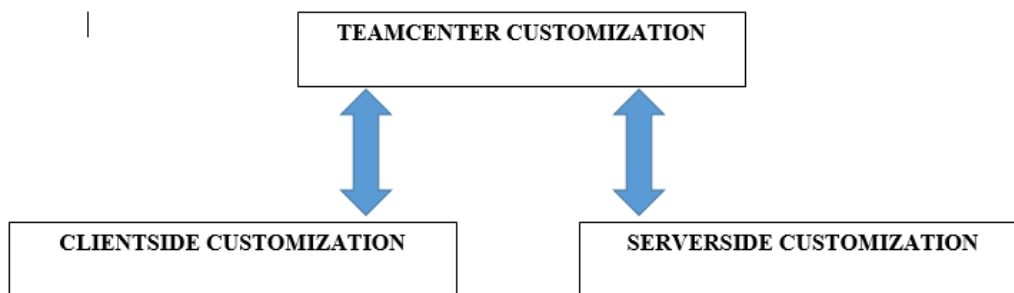 TEAMCENTER CUSTOMIZATION
CLIENTSIDE CUSTOMIZATION
SERVERSIDE CUSTOMIZATION